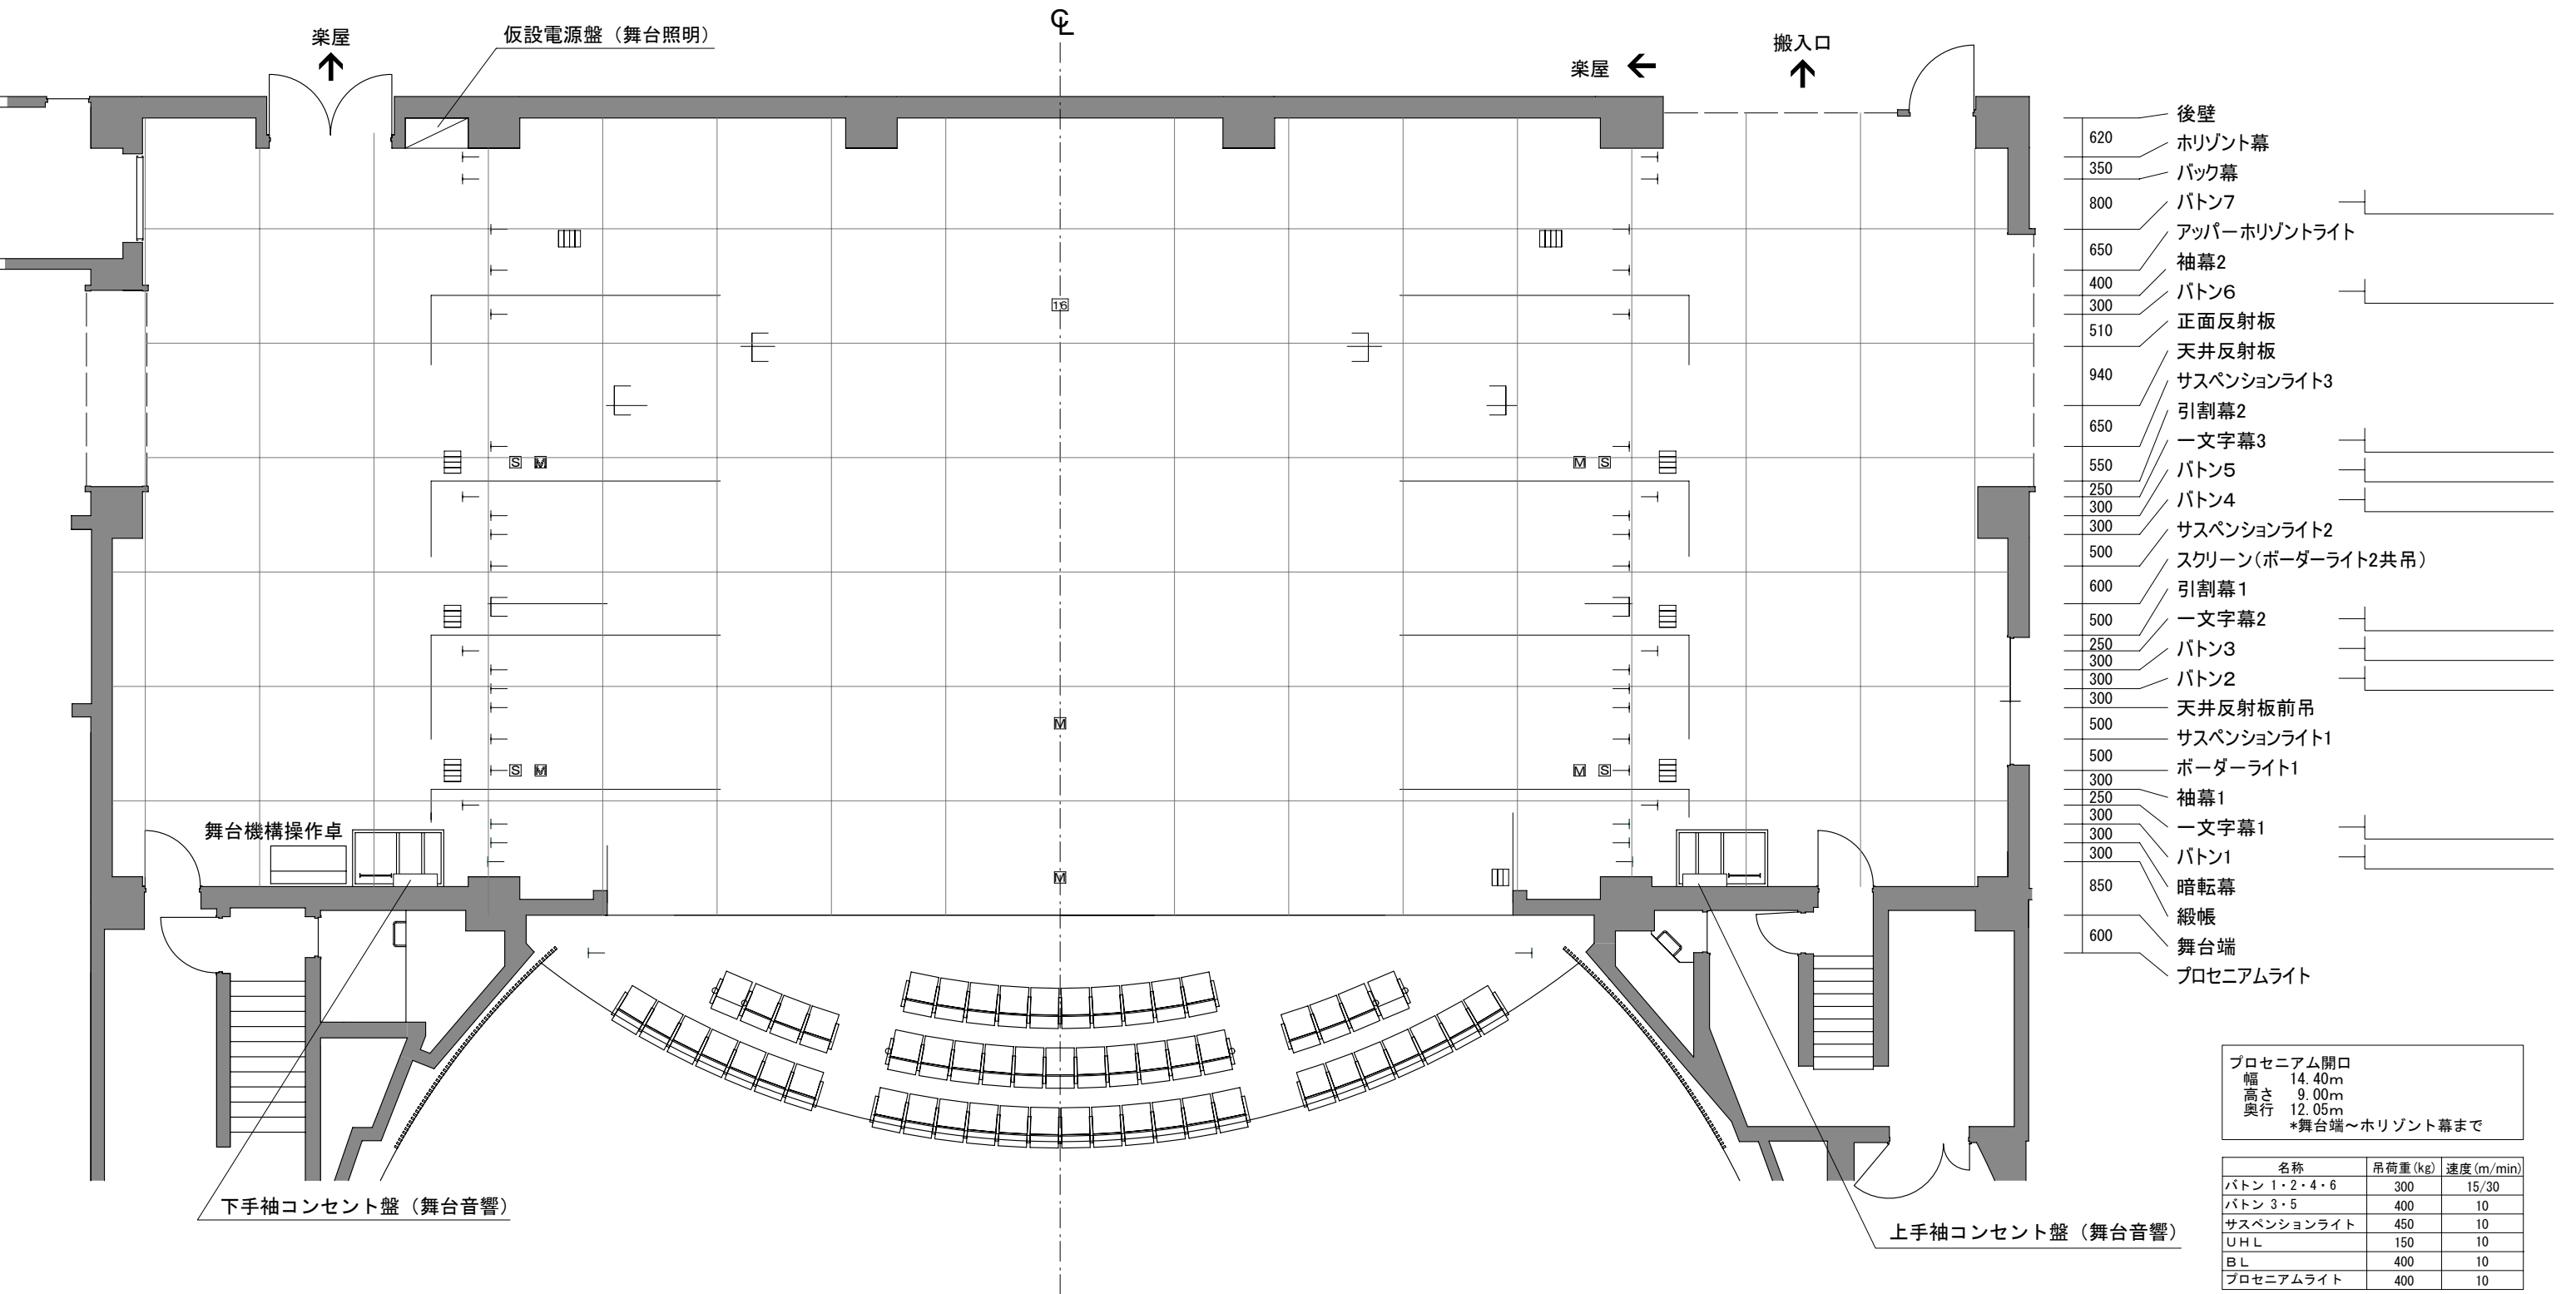 ℄
楽屋
仮設電源盤（舞台照明）
楽屋
搬入口
16
S M
M S
M
S M
M S
M
舞台機構操作卓
下手袖コンセント盤（舞台音響）
上手袖コンセント盤（舞台音響）
620
350
800
650
400
300
510
940
650
550
250
300
300
500
600
500
250
300
300
300
500
500
300
250
300
300
300
850
600
後壁
ホリゾント幕
バック幕
バトン7
アッパーホリゾントライト
袖幕2
バトン6
正面反射板
天井反射板
サスペンションライト3
引割幕2
一文字幕3
バトン5
バトン4
サスペンションライト2
スクリーン(ボーダーライト2共吊)
引割幕1
一文字幕2
バトン3
バトン2
天井反射板前吊
サスペンションライト1
ボーダーライト1
袖幕1
一文字幕1
バトン1
暗転幕
緞帳
舞台端
プロセニアムライト
プロセニアム開口
幅 14.40m
高さ 9.00m
奥行 12.05m
*舞台端～ホリゾント幕まで
名称 吊荷重(kg) 速度(m/min)
バトン 1・2・4・6 300 15/30
バトン 3・5 400 10
サスペンションライト 450 10
ＵＨＬ 150 10
ＢＬ 400 10
プロセニアムライト 400 10